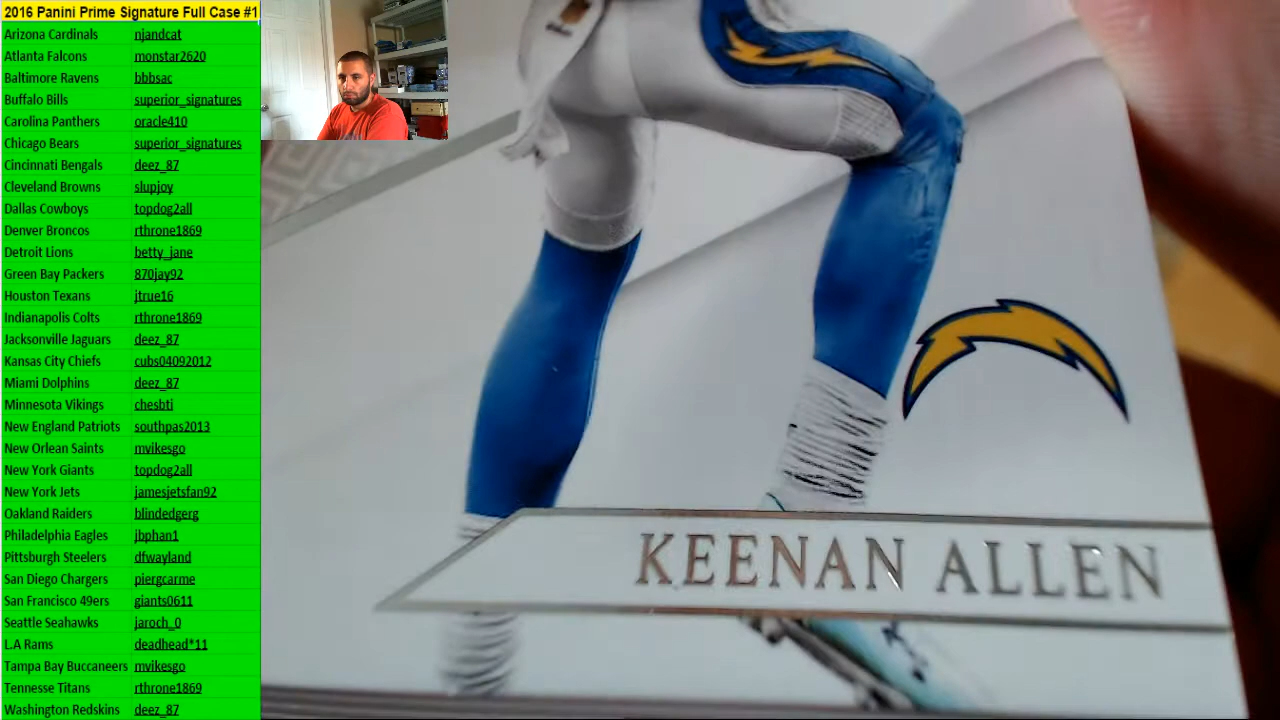 2016 Panini Prime Signature Full Case #1
Arizona Cardinals njandcat
Atlanta Falcons monstar2620
Baltimore Ravens bbbsac
Buffalo Bills superior_signatures
Carolina Panthers oracle410
Chicago Bears superior_signatures
Cincinnati Bengals deez_87
Cleveland Browns slupjoy
Dallas Cowboys topdog2all
Denver Broncos rthrone1869
Detroit Lions betty_jane
Green Bay Packers 870jay92
Houston Texans jtrue16
Indianapolis Colts rthrone1869
Jacksonville Jaguars deez_87
Kansas City Chiefs cubs04092012
Miami Dolphins deez_87
Minnesota Vikings chesbti
New England Patriots southpas2013
New Orlean Saints mvikesgo
New York Giants topdog2all
New York Jets jamesjetsfan92
Oakland Raiders blindedgerg
Philadelphia Eagles jbphan1
Pittsburgh Steelers dfwayland
San Diego Chargers piergcarme
San Francisco 49ers giants0611
Seattle Seahawks jaroch_0
L.A Rams deadhead*11
Tampa Bay Buccaneers mvikesgo
Tennesse Titans rthrone1869
Washington Redskins deez_87
KEENAN ALLEN